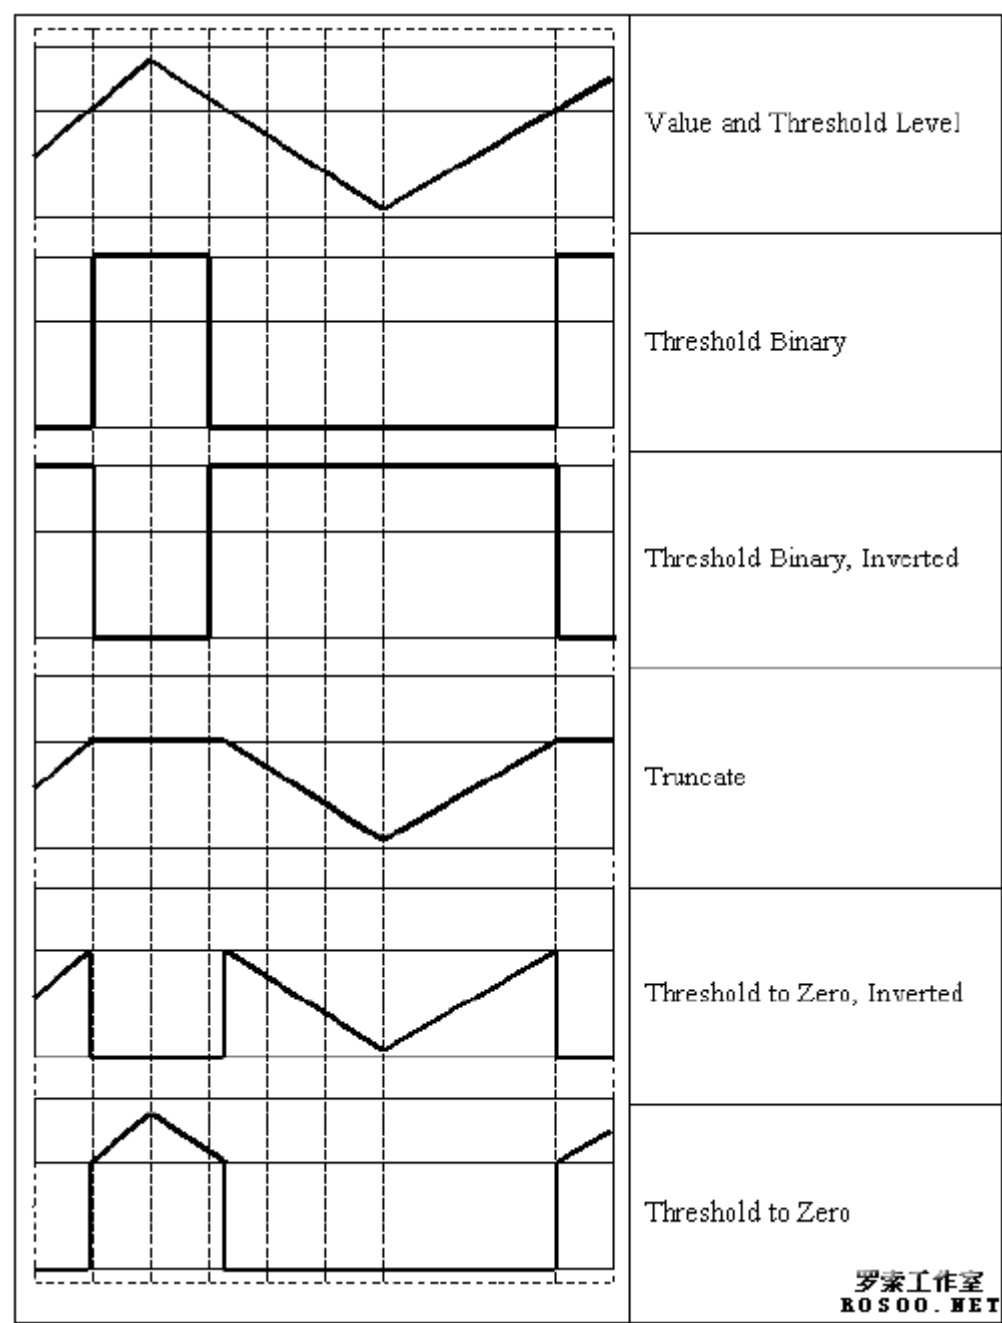 Value and Threshold Level
Threshold Binary
Threshold Binary, Inverted
Truncate
Threshold to Zero, Inverted
Threshold to Zero
罗索工作室
ROSOO.NET